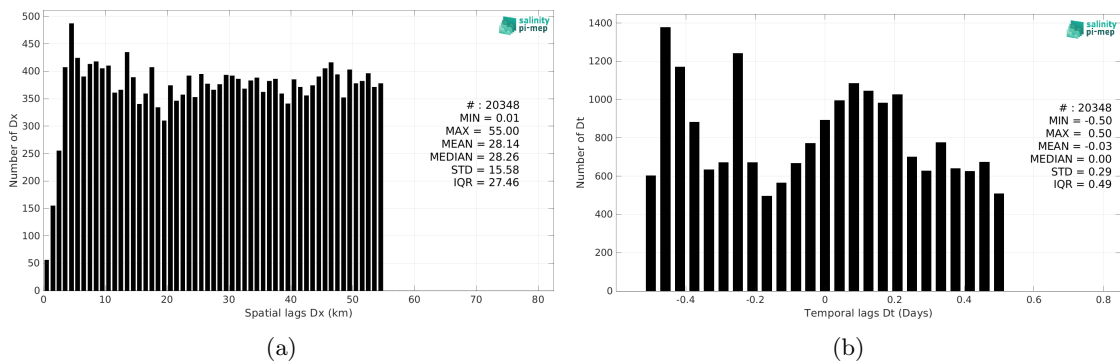 salinity
pi-mep
500
450
400
350
300
250
200
150
100
50
0
Number of Dx
# : 20348
MIN = 0.01
MAX = 55.00
MEAN = 28.14
MEDIAN = 28.26
STD = 15.58
IQR = 27.46
0 10 20 30 40 50 60 70 80
Spatial lags Dx (km)
(a)
salinity
pi-mep
1400
1200
1000
800
600
400
200
0
Number of Dt
# : 20348
MIN = -0.50
MAX = 0.50
MEAN = -0.03
MEDIAN = 0.00
STD = 0.29
IQR = 0.49
-0.4 -0.2 0 0.2 0.4 0.6 0.8
Temporal lags Dt (Days)
(b)